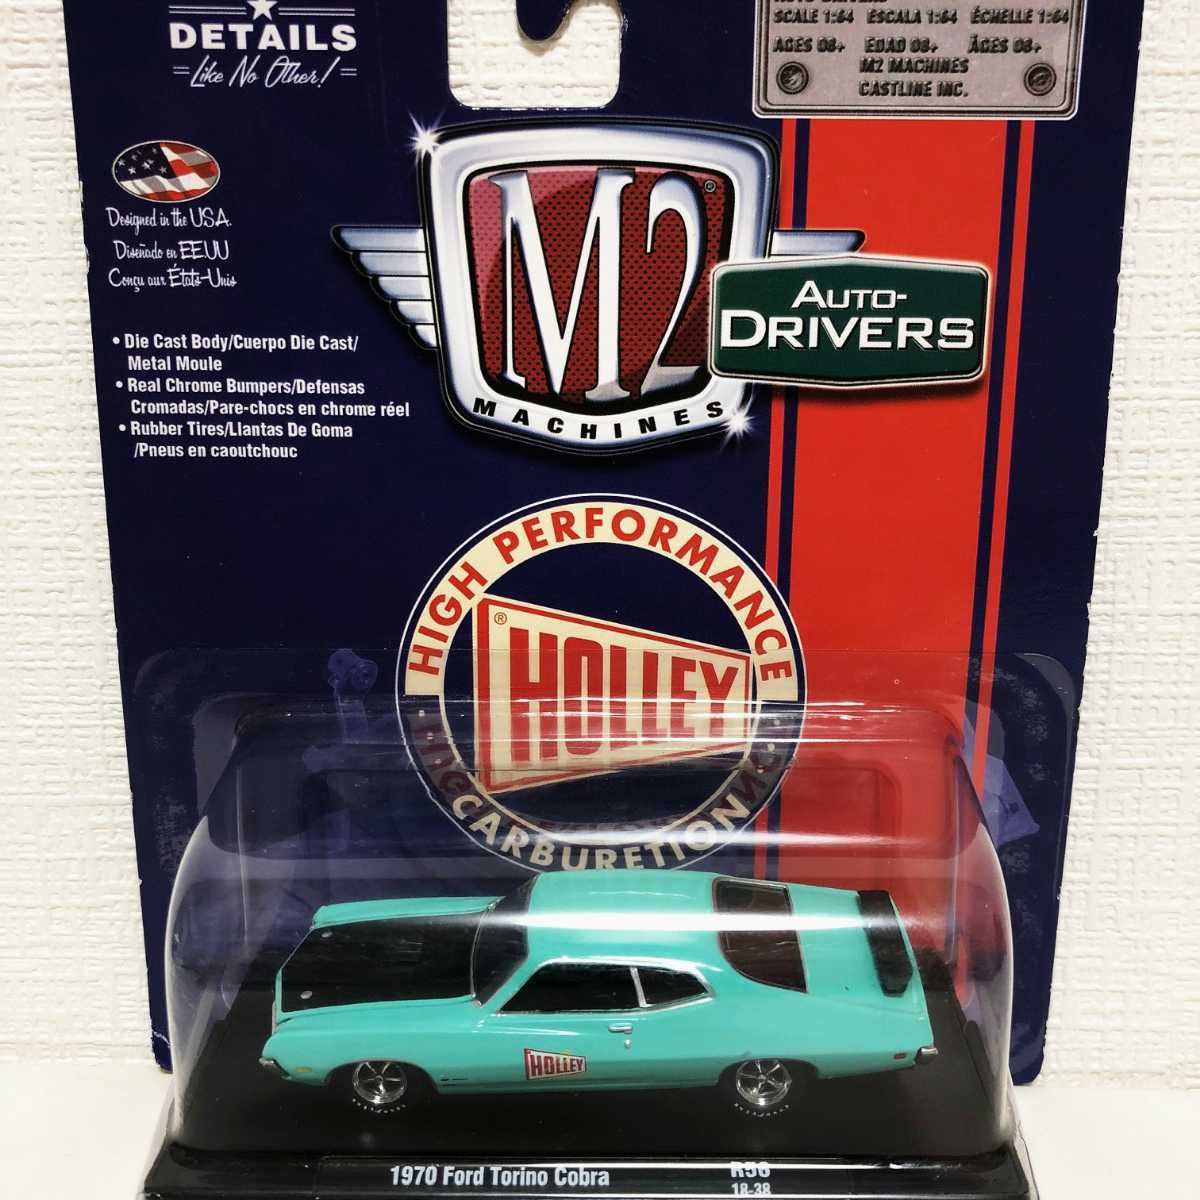 DETAILS
Like No Other!
SCALE 1:64 ESCALA 1:64 ÉCHELLE 1:64
AGES 08+ EDAD 08+ ÂGES 08+
M2 MACHINES
CASTLINE INC.
Designed in the USA.
Diseñado en EEUU
Conçu aux États-Unis
• Die Cast Body/Cuerpo Die Cast/
Metal Moule
• Real Chrome Bumpers/Defensas
Cromadas/Pare-chocs en chrome réel
• Rubber Tires/Llantas De Goma
/Pneus en caoutchouc
M2®
MACHINES
AUTO-
DRIVERS
HIGH PERFORMANCE
® HOLLEY
CARBURETION
HOLLEY
1970 Ford Torino Cobra
R56
18-38